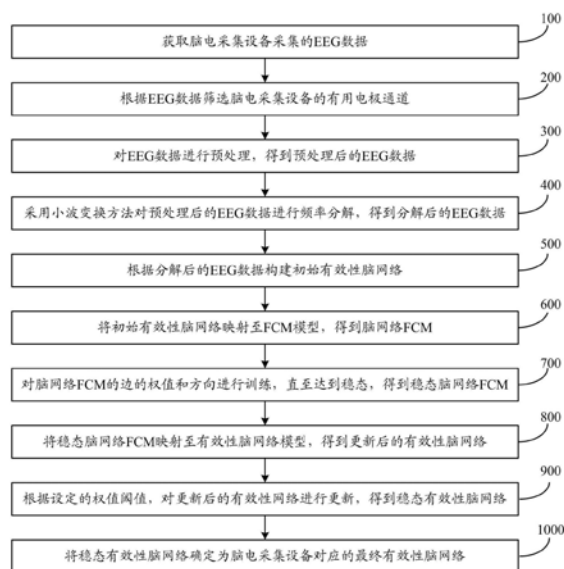 100
获取脑电采集设备采集的EEG数据
200
根据EEG数据筛选脑电采集设备的有用电极通道
300
对EEG数据进行预处理，得到预处理后的EEG数据
400
采用小波变换方法对预处理后的EEG数据进行频率分解，得到分解后的EEG数据
500
根据分解后的EEG数据构建初始有效性脑网络
600
将初始有效性脑网络映射至FCM模型，得到脑网络FCM
700
对脑网络FCM的边的权值和方向进行训练，直至达到稳态，得到稳态脑网络FCM
800
将稳态脑网络FCM映射至有效性脑网络模型，得到更新后的有效性脑网络
900
根据设定的权值阈值，对更新后的有效性网络进行更新，得到稳态有效性脑网络
1000
将稳态有效性脑网络确定为脑电采集设备对应的最终有效性脑网络